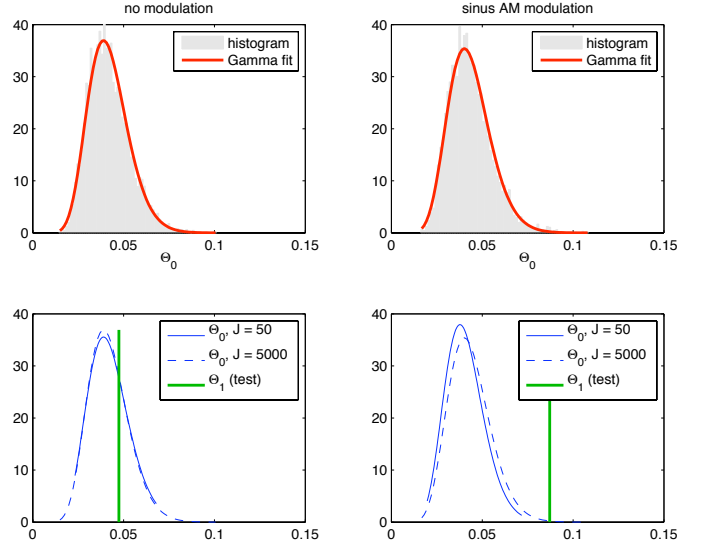 no modulation
sinus AM modulation
40
30
20
10
0
0
0.05
0.1
0.15
Θ0
histogram
Gamma fit
40
30
20
10
0
0
0.05
0.1
0.15
Θ0
histogram
Gamma fit
40
30
20
10
0
0
0.05
0.1
0.15
Θ0, J = 50
Θ0, J = 5000
Θ1 (test)
40
30
20
10
0
0
0.05
0.1
0.15
Θ0, J = 50
Θ0, J = 5000
Θ1 (test)